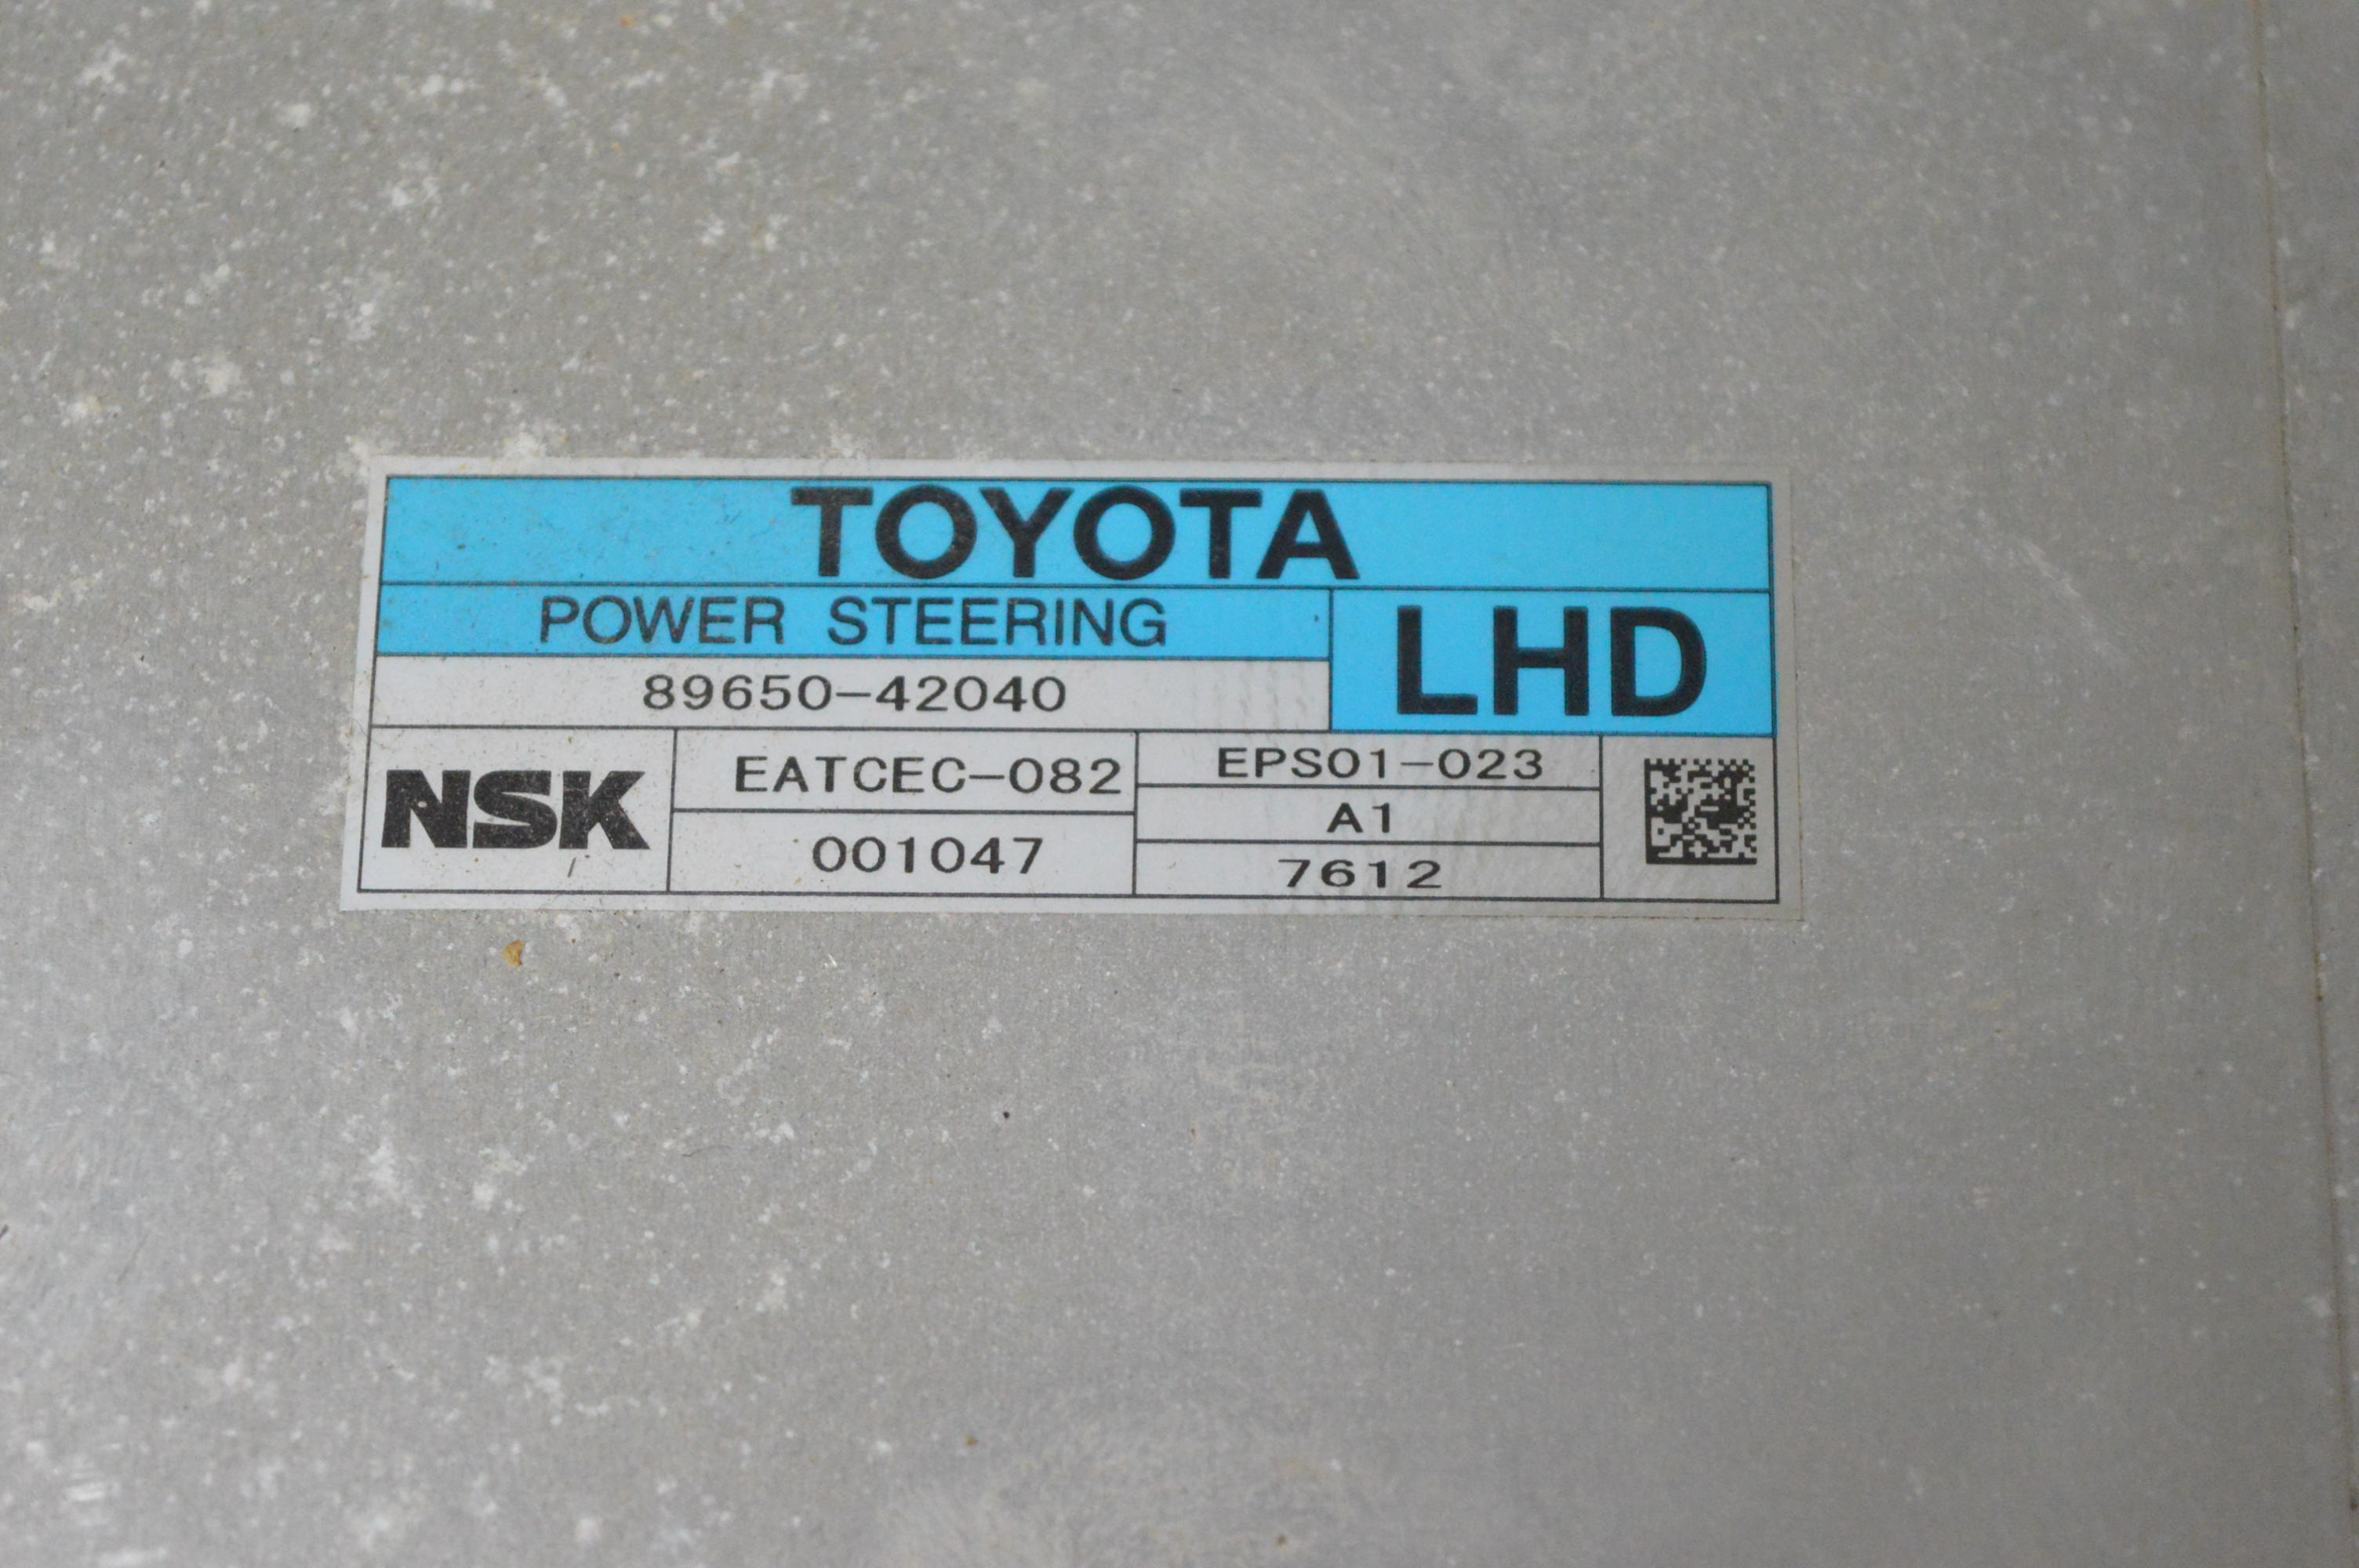 TOYOTA
POWER STEERING
LHD
89650-42040
NSK
EATCEC-082
001047
EPS01-023
A1
7612